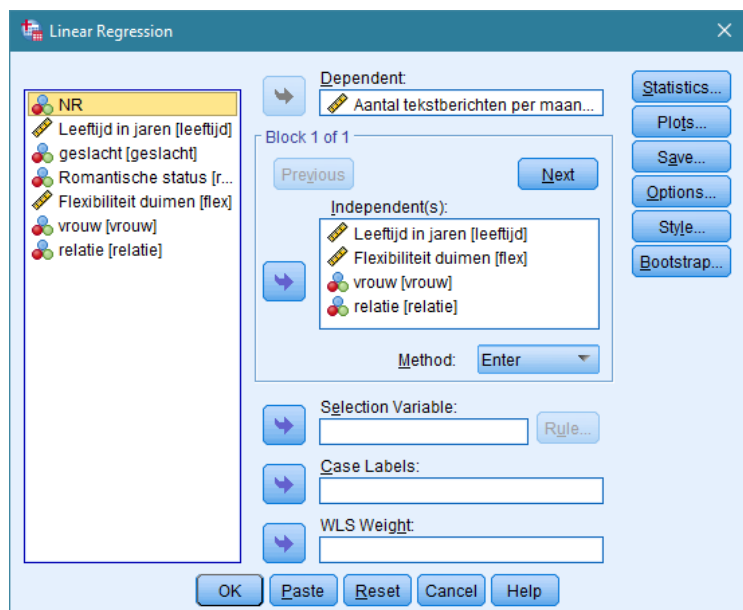 Linear Regression
NR
Leeftijd in jaren [leeftijd]
geslacht [geslacht]
Romantische status [r...
Flexibiliteit duimen [flex]
vrouw [vrouw]
relatie [relatie]
Dependent:
Aantal tekstberichten per maan...
Block 1 of 1
Previous
Next
Independent(s):
Leeftijd in jaren [leeftijd]
Flexibiliteit duimen [flex]
vrouw [vrouw]
relatie [relatie]
Method:
Enter
Selection Variable:
Rule...
Case Labels:
WLS Weight:
Statistics...
Plots...
Save...
Options...
Style...
Bootstrap...
OK
Paste
Reset
Cancel
Help